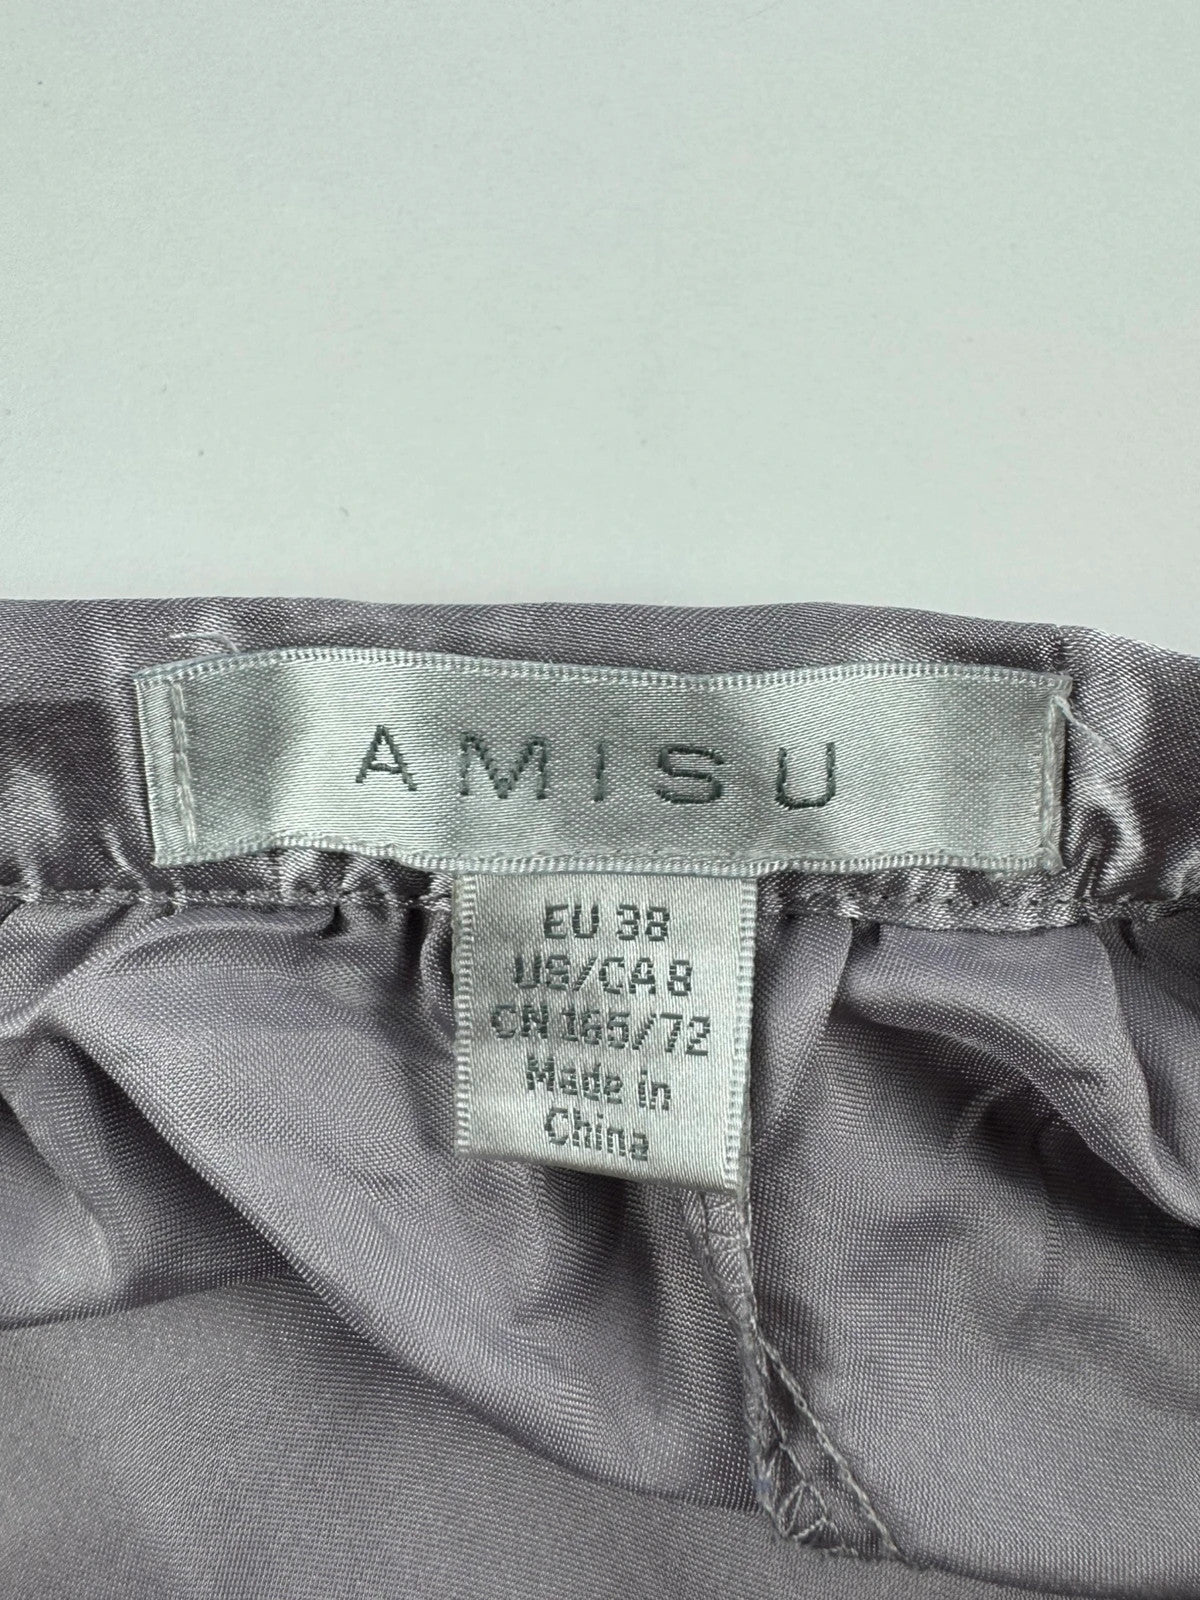 AMISU
EU 38
US/CA 8
CN 165/72
Made in
China